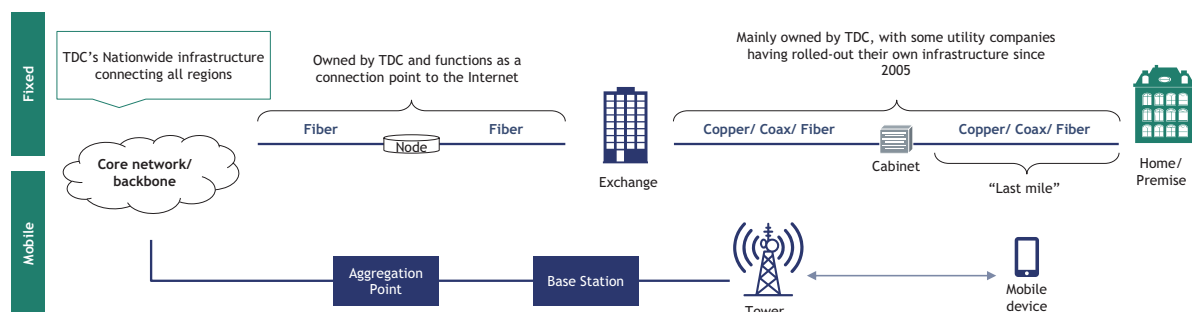 Fixed
TDC's Nationwide infrastructure
connecting all regions
Owned by TDC and functions as a
connection point to the Internet
Mainly owned by TDC, with some utility companies
having rolled-out their own infrastructure since
2005
Fiber
Node
Fiber
Copper/ Coax/ Fiber
Copper/ Coax/ Fiber
Core network/
backbone
Exchange
Cabinet
"Last mile"
Home/
Premise
Mobile
Aggregation
Point
Base Station
Tower
Mobile
device